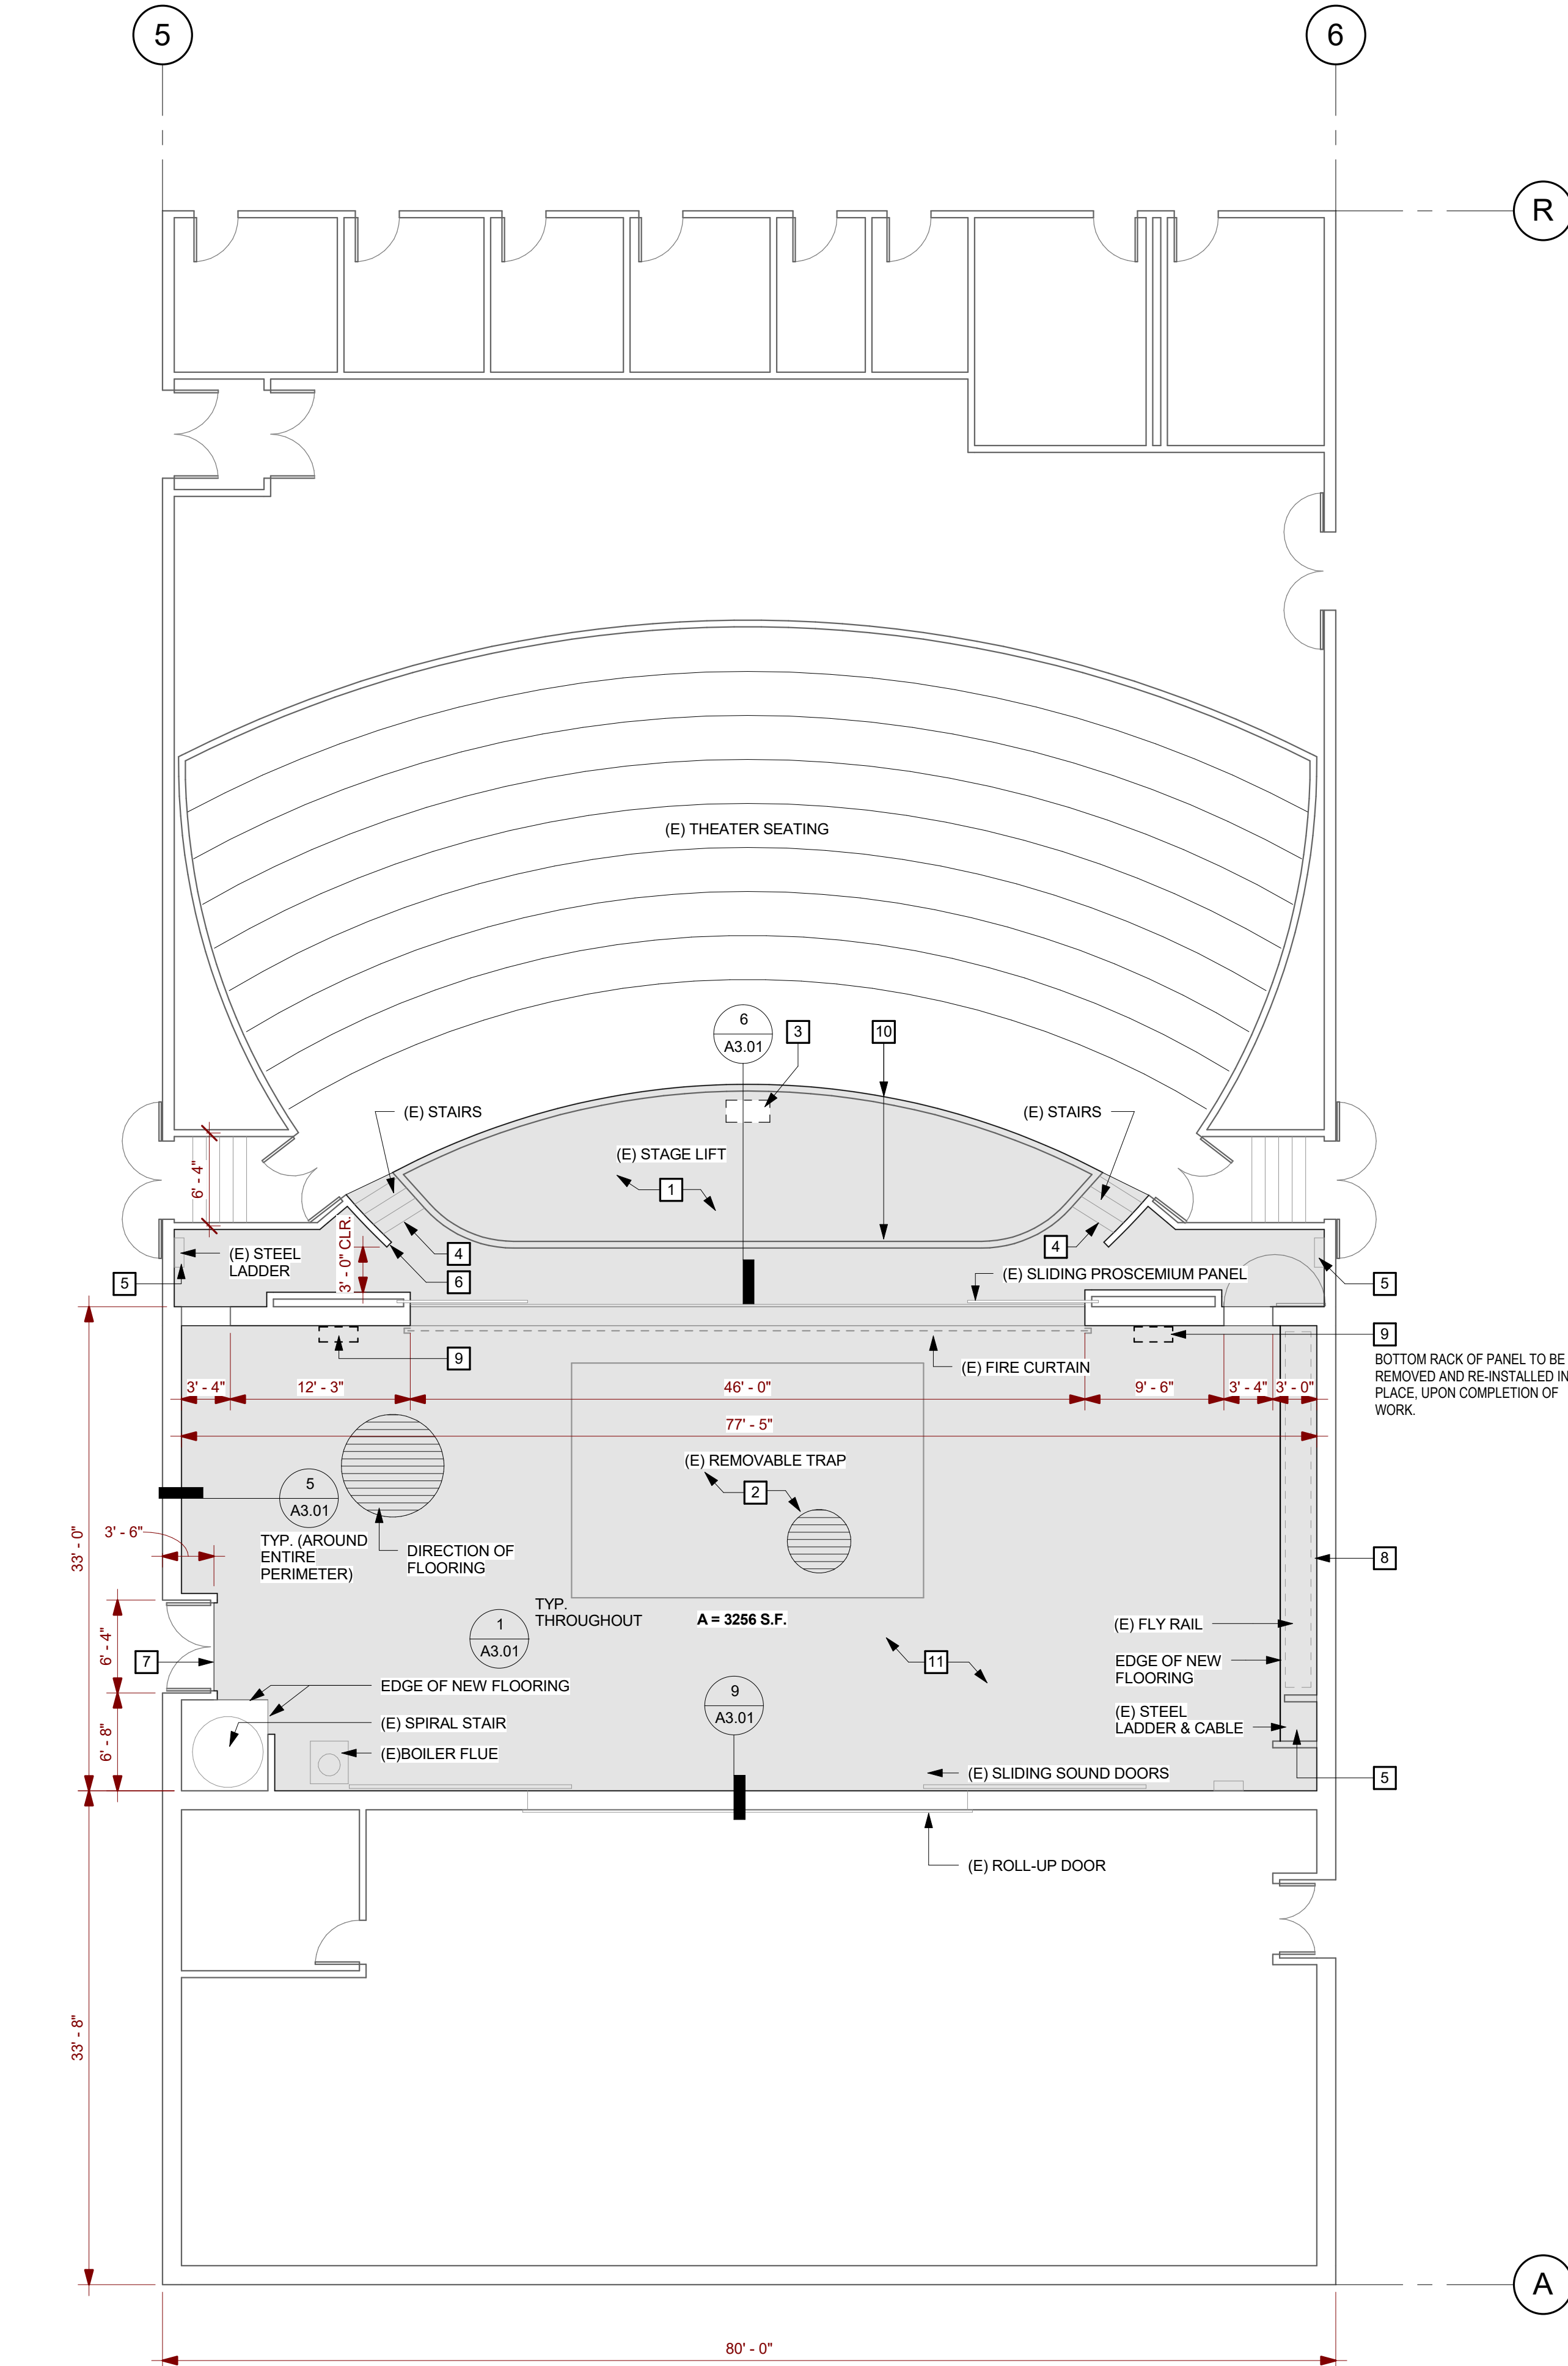 5
6
R
(E) THEATER SEATING
6
A3.01
3
10
(E) STAIRS
(E) STAIRS
(E) STAGE LIFT
1
6' - 4"
(E) STEEL
LADDER
5
3' - 0" CLR.
4
6
4
(E) SLIDING PROSCEMIUM PANEL
5
9
9
BOTTOM RACK OF PANEL TO BE
REMOVED AND RE-INSTALLED IN
PLACE, UPON COMPLETION OF
WORK.
(E) FIRE CURTAIN
3' - 4"
12' - 3"
46' - 0"
9' - 6"
3' - 4"
3' - 0"
77' - 5"
(E) REMOVABLE TRAP
2
5
A3.01
TYP. (AROUND
ENTIRE
PERIMETER)
DIRECTION OF
FLOORING
3' - 6"
33' - 0"
8
TYP.
THROUGHOUT
1
A3.01
A = 3256 S.F.
(E) FLY RAIL
6' - 4"
7
11
EDGE OF NEW
FLOORING
EDGE OF NEW FLOORING
9
A3.01
(E) STEEL
LADDER & CABLE
(E) SPIRAL STAIR
6' - 8"
(E)BOILER FLUE
(E) SLIDING SOUND DOORS
5
(E) ROLL-UP DOOR
33' - 8"
A
80' - 0"